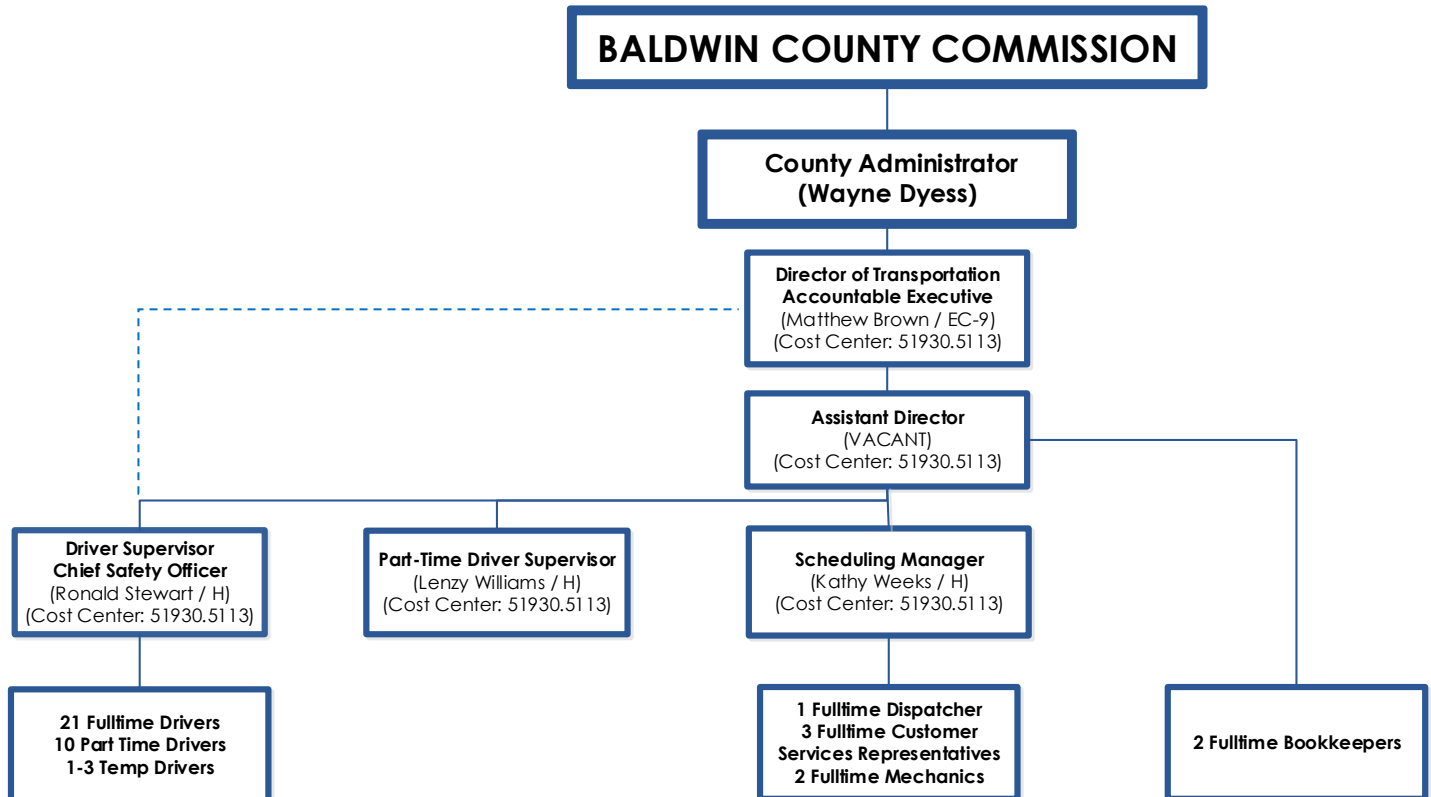 BALDWIN COUNTY COMMISSION
County Administrator
(Wayne Dyess)
Director of Transportation
Accountable Executive
(Matthew Brown / EC-9)
(Cost Center: 51930.5113)
Assistant Director
(VACANT)
(Cost Center: 51930.5113)
Driver Supervisor
Chief Safety Officer
(Ronald Stewart / H)
(Cost Center: 51930.5113)
Part-Time Driver Supervisor
(Lenzy Williams / H)
(Cost Center: 51930.5113)
Scheduling Manager
(Kathy Weeks / H)
(Cost Center: 51930.5113)
21 Fulltime Drivers
10 Part Time Drivers
1-3 Temp Drivers
1 Fulltime Dispatcher
3 Fulltime Customer
Services Representatives
2 Fulltime Mechanics
2 Fulltime Bookkeepers